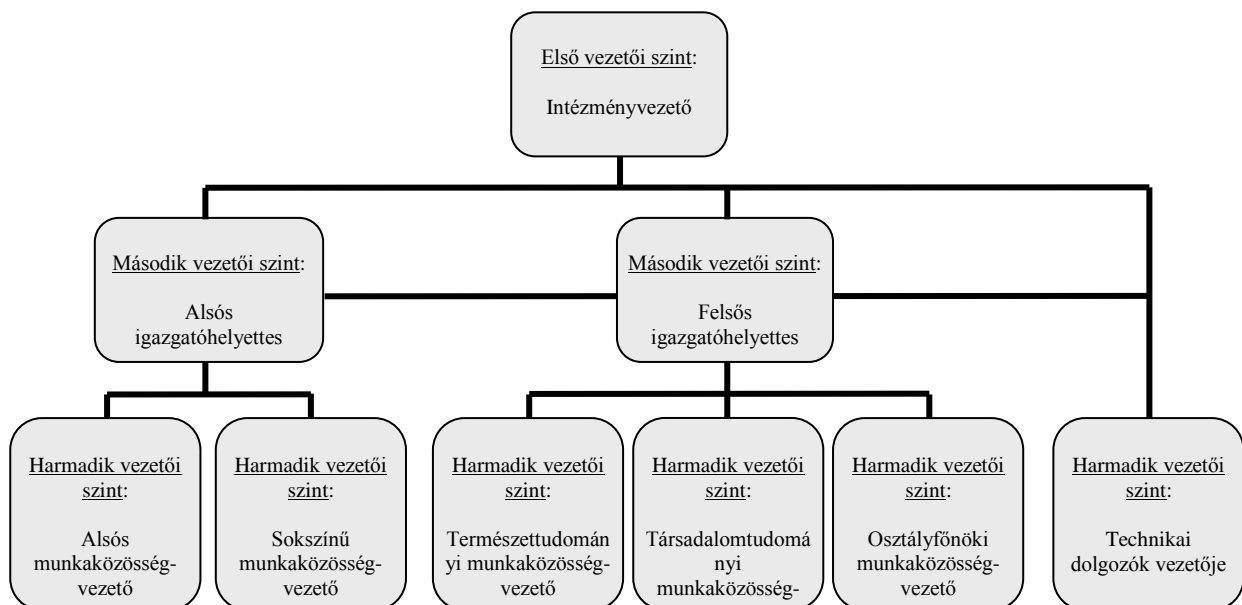 Első vezetői szint:
Intézményvezető
Második vezetői szint:
Alsós
igazgatóhelyettes
Második vezetői szint:
Felsős
igazgatóhelyettes
Harmadik vezetői
szint:
Alsós
munkaközösség-
vezető
Harmadik vezetői
szint:
Sokszínű
munkaközösség-
vezető
Harmadik vezetői
szint:
Természettudomán
yi munkaközösség-
vezető
Harmadik vezetői
szint:
Társadalomtudomá
nyi
munkaközösség-
Harmadik vezetői
szint:
Osztályfőnöki
munkaközösség-
vezető
Harmadik vezetői
szint:
Technikai
dolgozók vezetője